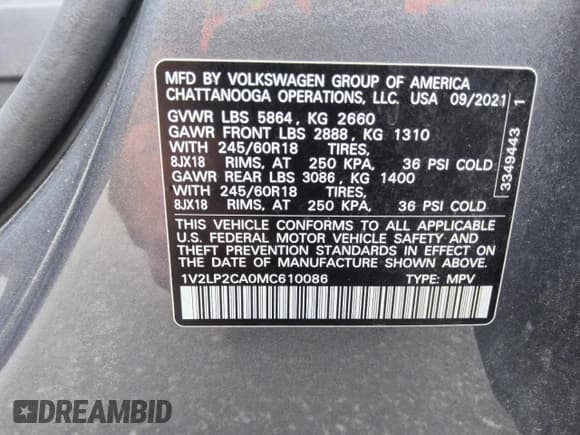 MFD BY VOLKSWAGEN GROUP OF AMERICA
CHATTANOOGA OPERATIONS, LLC. USA 09/2021
GVWR LBS 5864, KG 2660
GAWR FRONT LBS 2888, KG 1310
WITH 245/60R18 TIRES,
8JX18 RIMS, AT 250 KPA, 36 PSI COLD
GAWR REAR LBS 3086, KG 1400
WITH 245/60R18 TIRES,
8JX18 RIMS, AT 250 KPA, 36 PSI COLD
THIS VEHICLE CONFORMS TO ALL APPLICABLE
U.S. FEDERAL MOTOR VEHICLE SAFETY AND
THEFT PREVENTION STANDARDS IN EFFECT ON
THE DATE OF MANUFACTURE SHOWN ABOVE.
1V2LP2CA0MC610086 TYPE: MPV
3349443 1
DREAMBID